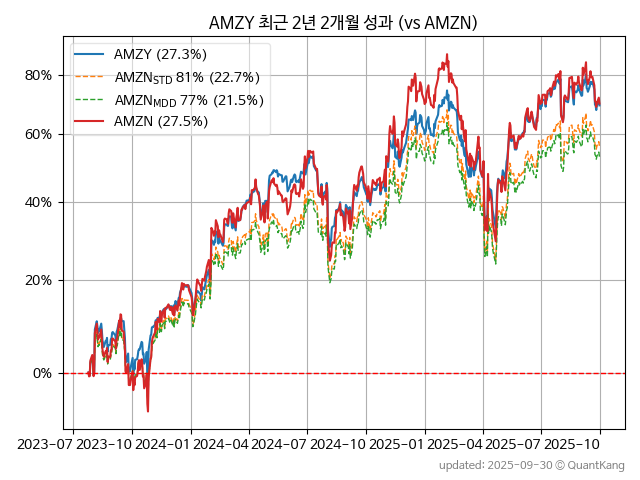 AMZY 최근 2년 2개월 성과 (vs AMZN)
AMZY (27.3%)
AMZN_STD 81% (22.7%)
AMZN_MDD 77% (21.5%)
AMZN (27.5%)
80%
60%
40%
20%
0%
2023-07 2023-10 2024-01 2024-04 2024-07 2024-10 2025-01 2025-04 2025-07 2025-10
updated: 2025-09-30 © QuantKang